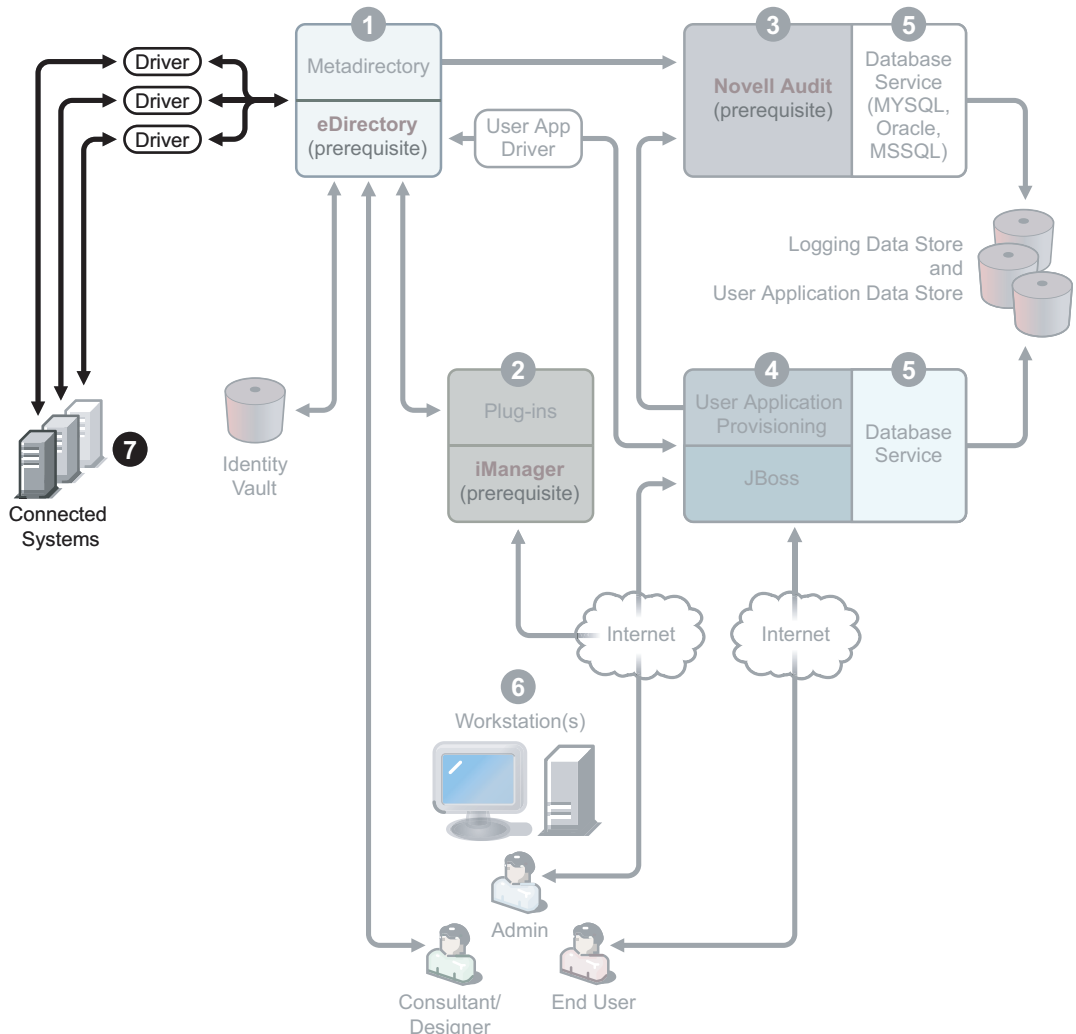 1
3
5
Driver
Driver
Driver
Metadirectory
eDirectory
(prerequisite)
User App
Driver
Novell Audit
(prerequisite)
Database
Service
(MYSQL,
Oracle,
MSSQL)
Logging Data Store
and
User Application Data Store
2
Plug-ins
iManager
(prerequisite)
4
5
User Application
Provisioning
JBoss
Database
Service
7
Connected
Systems
Identity
Vault
Internet
Internet
6
Workstation(s)
Admin
Consultant/
Designer
End User